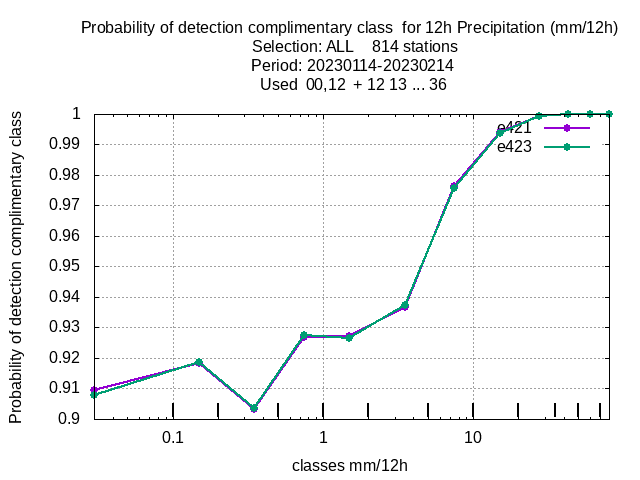 Probability of detection complimentary class  for 12h Precipitation (mm/12h)
Selection: ALL    814 stations
Period: 20230114-20230214
Used  00,12  + 12 13 ... 36
Probability of detection complimentary class
1
0.99
0.98
0.97
0.96
0.95
0.94
0.93
0.92
0.91
0.9
e421
e423
0.1
1
10
classes mm/12h